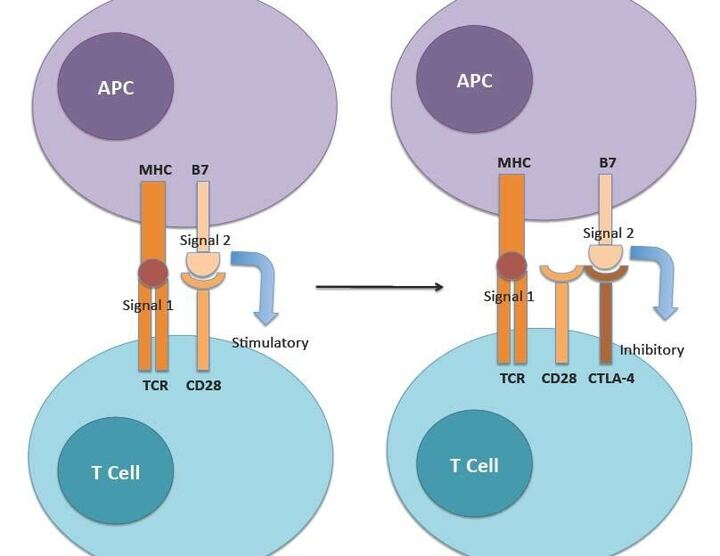 APC
MHC B7
Signal 2
Signal 1
Stimulatory
TCR CD28
T Cell
APC
MHC B7
Signal 2
Signal 1
Inhibitory
TCR CD28 CTLA-4
T Cell